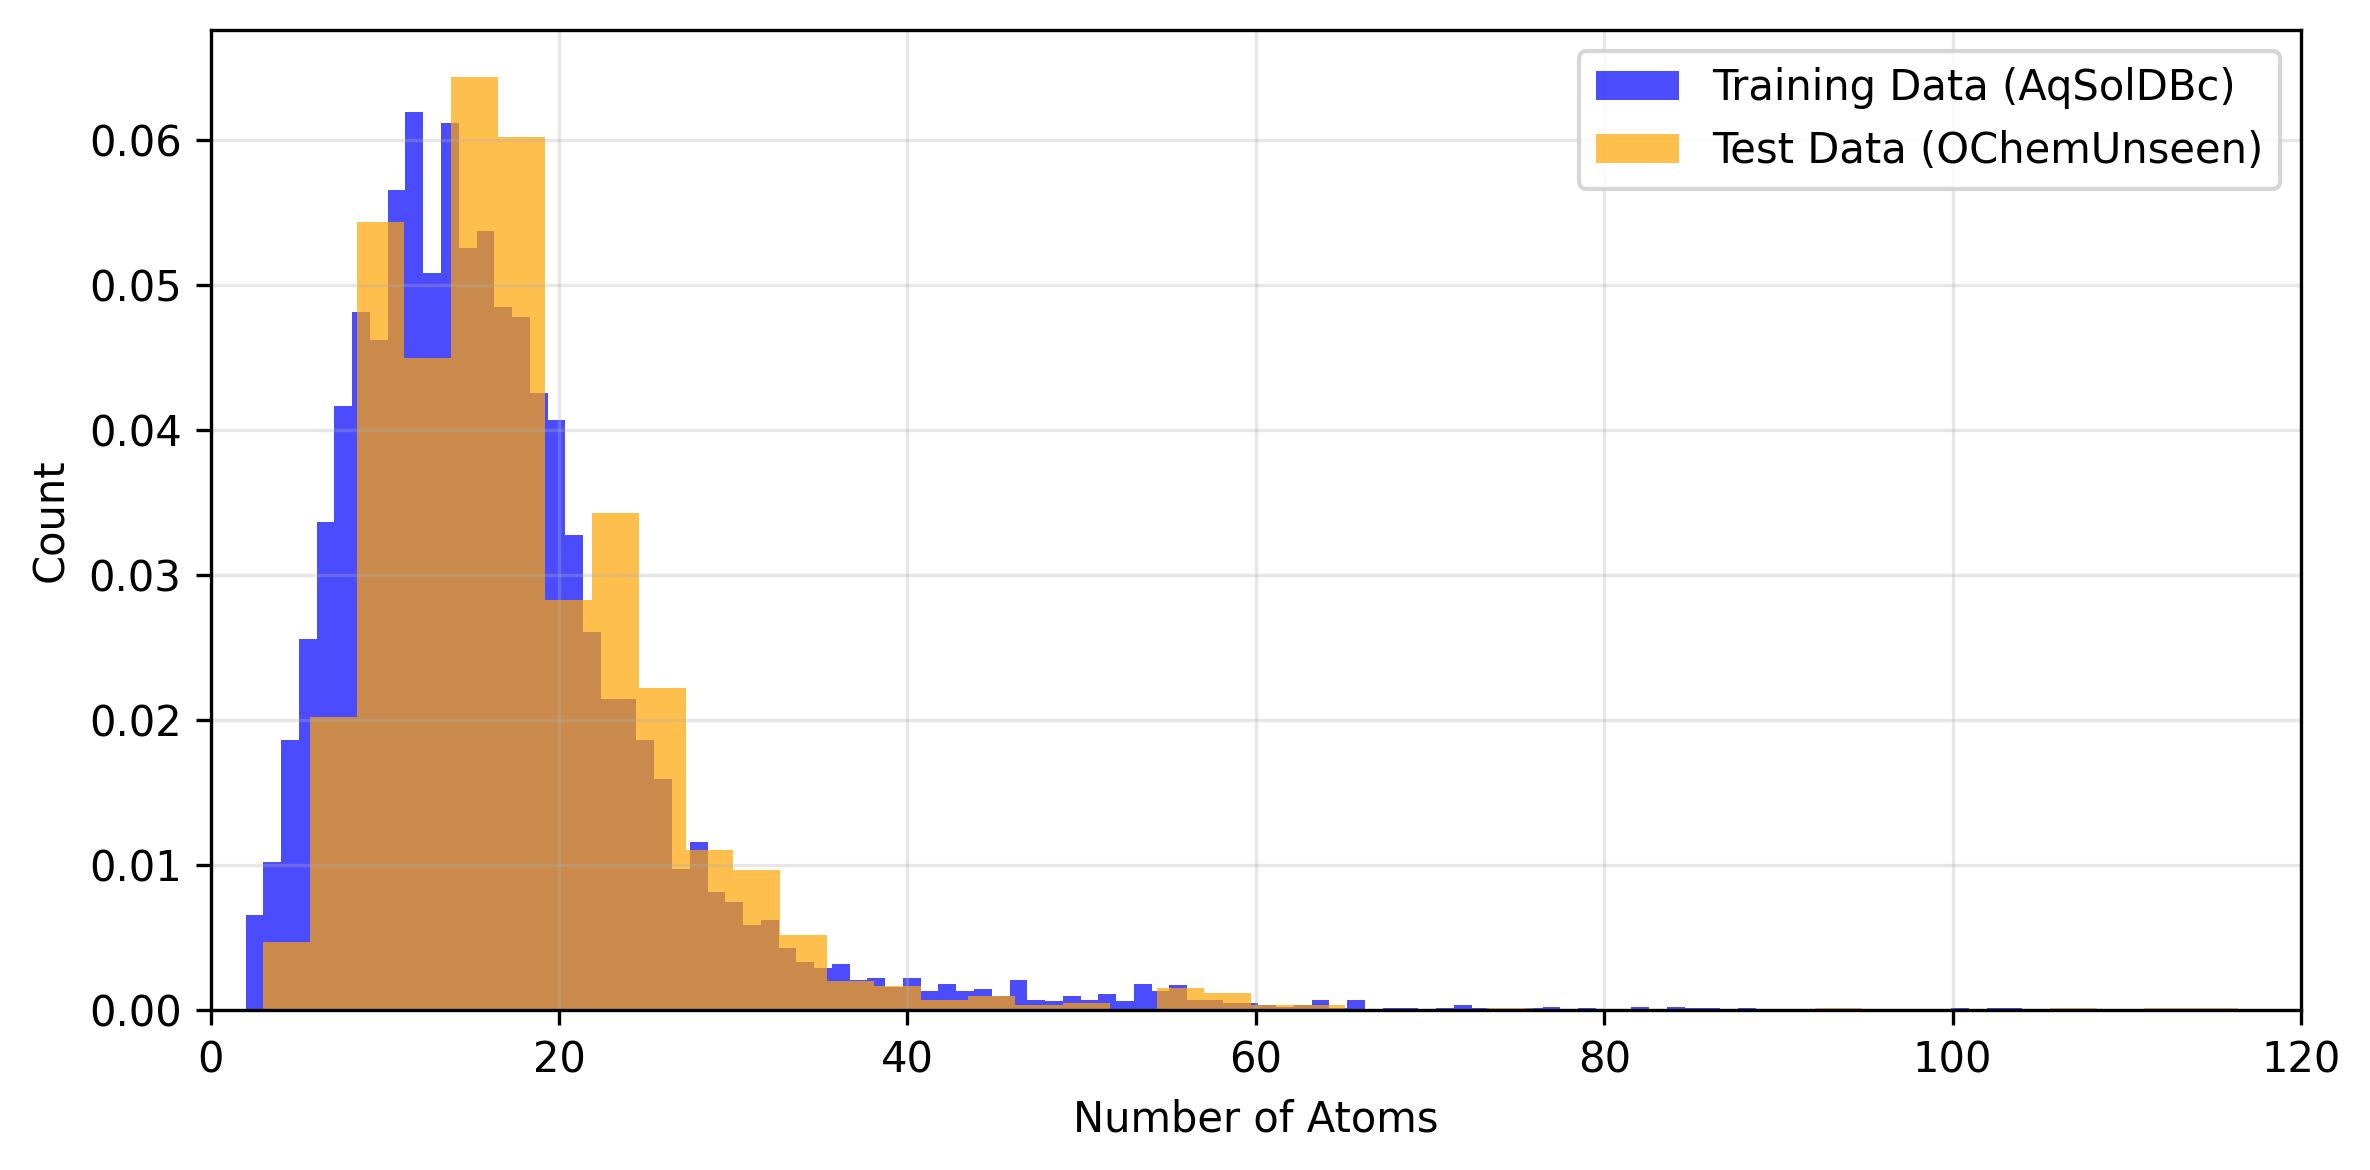 Training Data (AqSolDBc)
Test Data (OChemUnseen)
0.06
0.05
0.04
0.03
0.02
0.01
0.00
Count
0 20 40 60 80 100 120
Number of Atoms